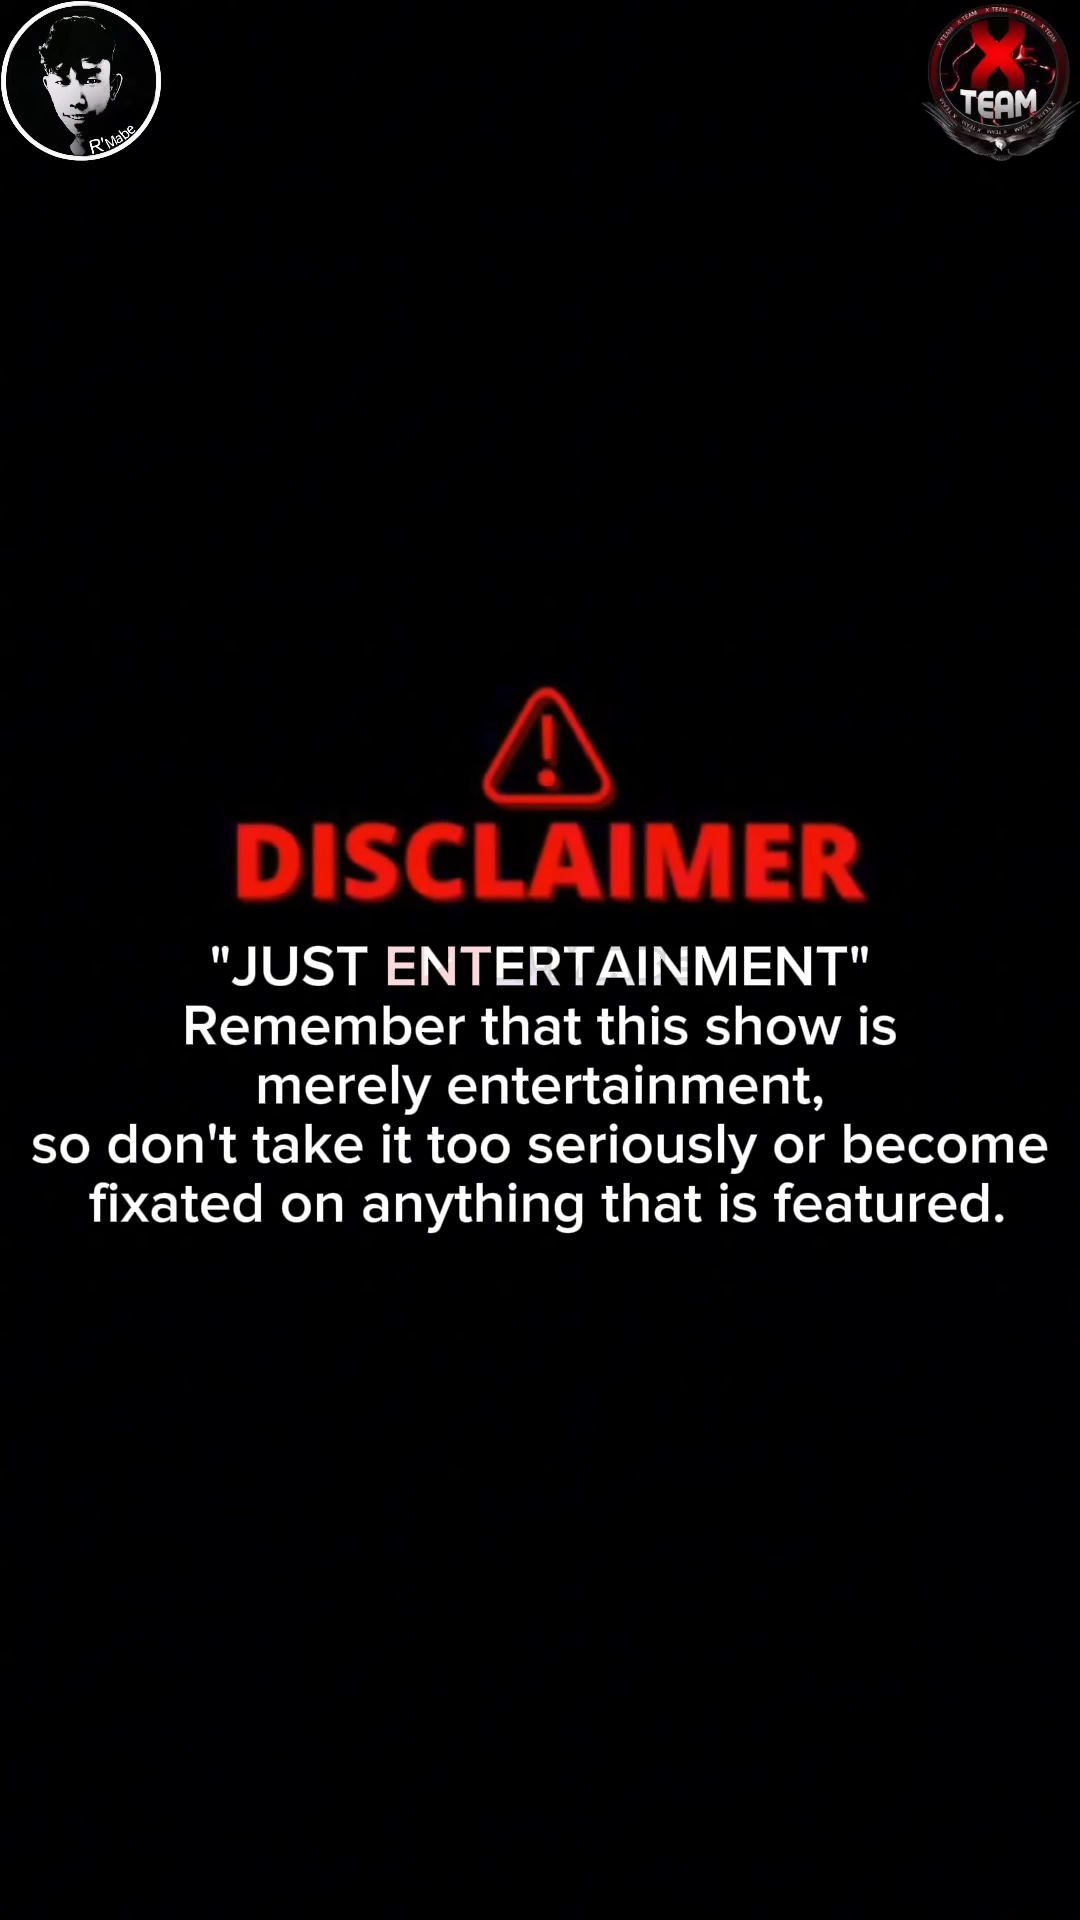 R'Mabe
X
TEAM
DISCLAIMER
"JUST ENTERTAINMENT"
Remember that this show is
merely entertainment,
so don't take it too seriously or become
fixated on anything that is featured.